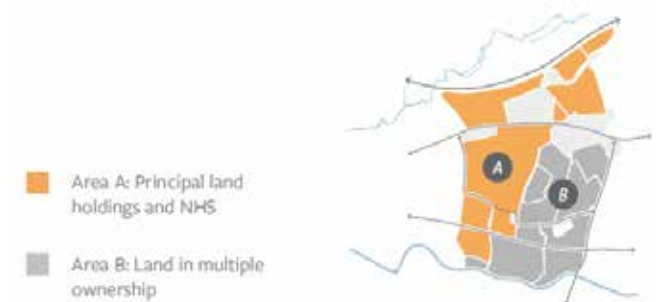 Area A: Principal land
holdings and NHS
Area B: Land in multiple
ownership
A
B